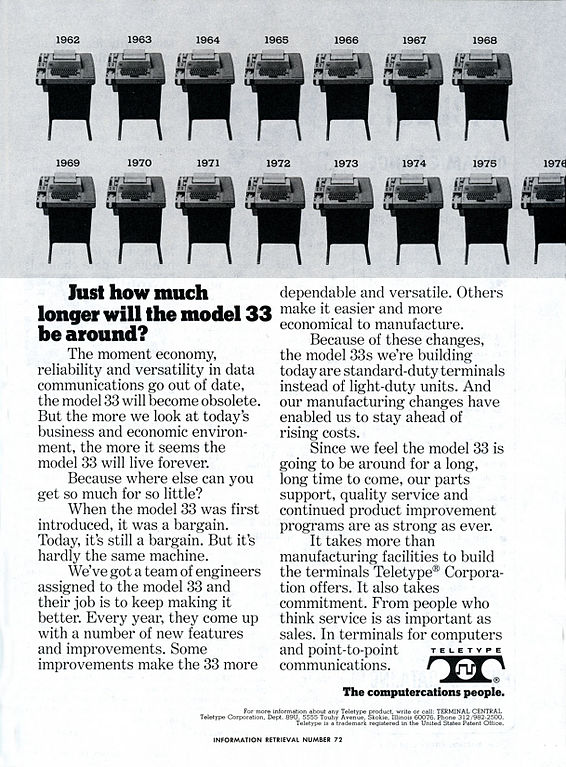 1962 1963 1964 1965 1966 1967 1968
1969 1970 1971 1972 1973 1974 1975 1976
Just how much
longer will the model 33
be around?
The moment economy,
reliability and versatility in data
communications go out of date,
the model 33 will become obsolete.
But the more we look at today's
business and economic environ-
ment, the more it seems the
model 33 will live forever.
Because where else can you
get so much for so little?
When the model 33 was first
introduced, it was a bargain.
Today, it's still a bargain. But it's
hardly the same machine.
We've got a team of engineers
assigned to the model 33 and
their job is to keep making it
better. Every year, they come up
with a number of new features
and improvements. Some
improvements make the 33 more
dependable and versatile. Others
make it easier and more
economical to manufacture.
Because of these changes,
the model 33s we're building
today are standard-duty terminals
instead of light-duty units. And
our manufacturing changes have
enabled us to stay ahead of
rising costs.
Since we feel the model 33 is
going to be around for a long,
long time to come, our parts
support, quality service and
continued product improvement
programs are as strong as ever.
It takes more than
manufacturing facilities to build
the terminals Teletype® Corpora-
tion offers. It also takes
commitment. From people who
think service is as important as
sales. In terminals for computers
and point-to-point
communications.
TELETYPE
®
The computercations people.
For more information about any Teletype product, write or call: TERMINAL CENTRAL
Teletype Corporation, Dept. 89U, 5555 Touhy Avenue, Skokie, Illinois 60076. Phone 312/982-2500.
Teletype is a trademark registered in the United States Patent Office.
INFORMATION RETRIEVAL NUMBER 72